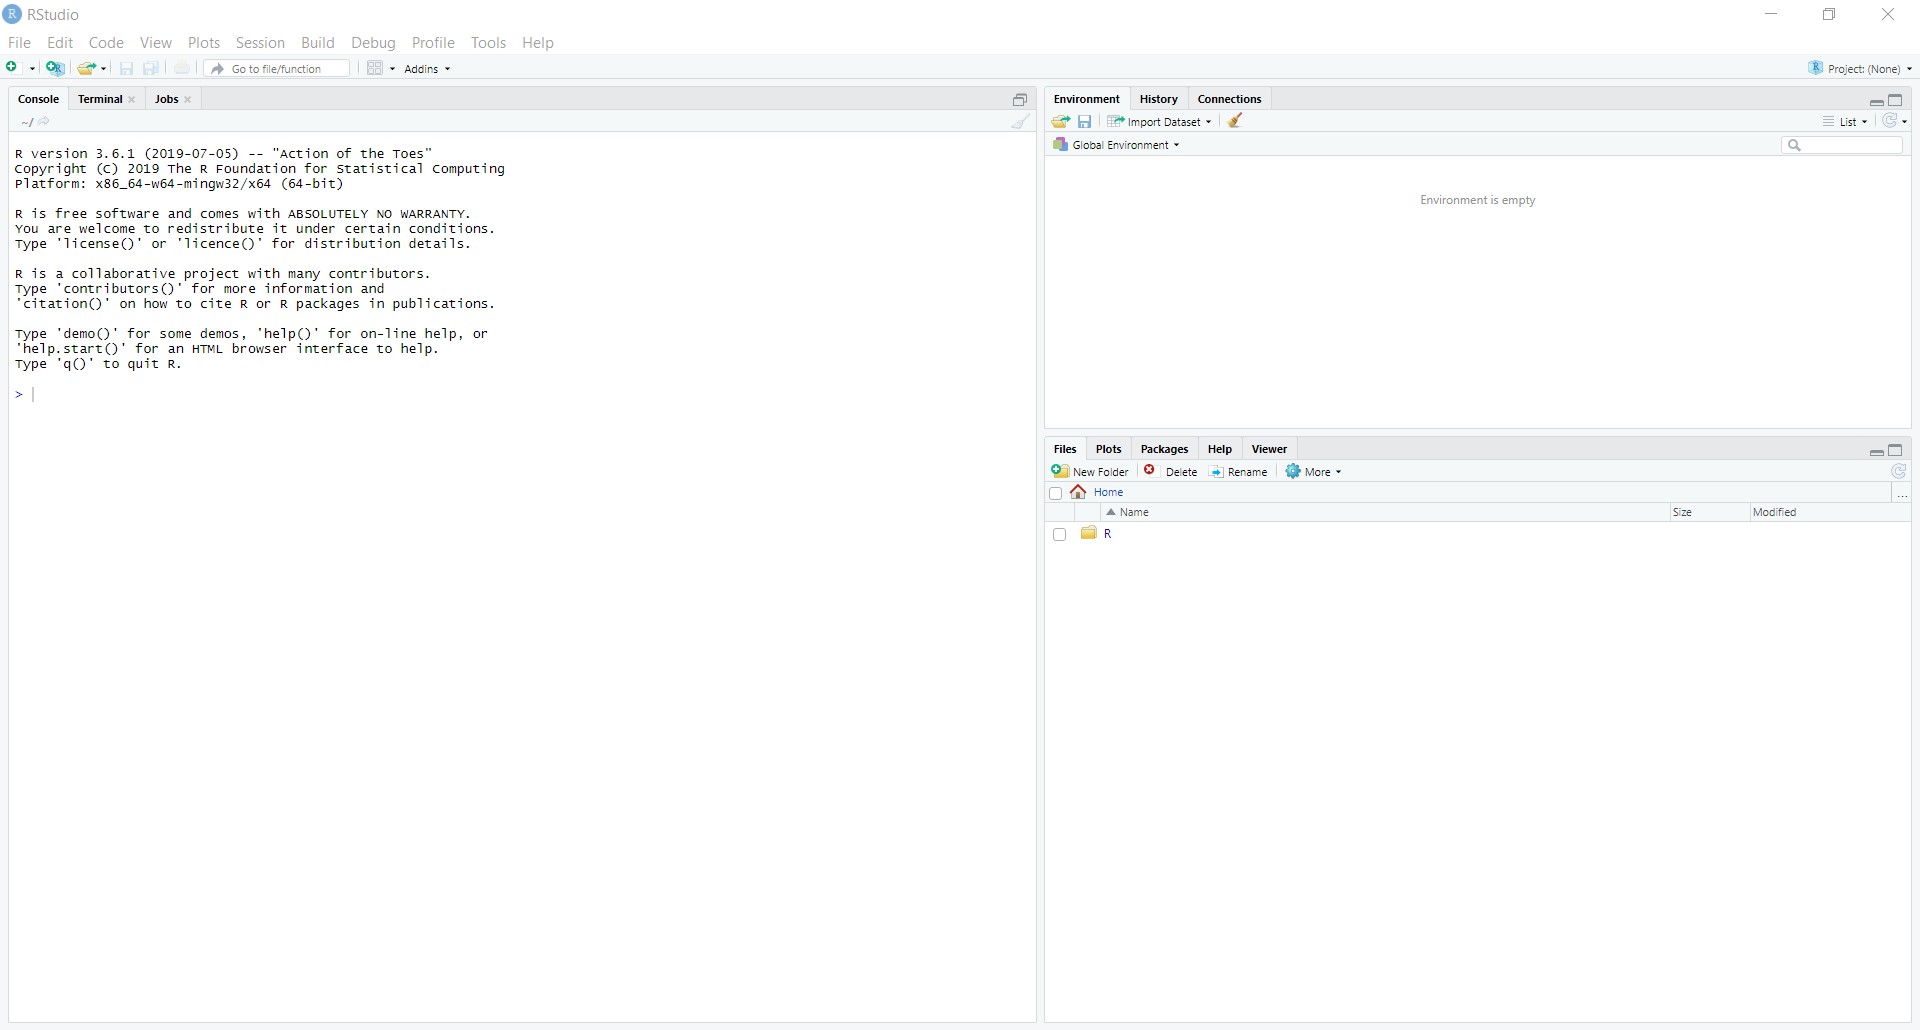 RStudio
File Edit Code View Plots Session Build Debug Profile Tools Help
Go to file/function Addins Project: (None)
Console Terminal Jobs
~/
R version 3.6.1 (2019-07-05) -- "Action of the Toes"
Copyright (C) 2019 The R Foundation for Statistical Computing
Platform: x86_64-w64-mingw32/x64 (64-bit)
R is free software and comes with ABSOLUTELY NO WARRANTY.
You are welcome to redistribute it under certain conditions.
Type 'license()' or 'licence()' for distribution details.
R is a collaborative project with many contributors.
Type 'contributors()' for more information and
'citation()' on how to cite R or R packages in publications.
Type 'demo()' for some demos, 'help()' for on-line help, or
'help.start()' for an HTML browser interface to help.
Type 'q()' to quit R.
>
Environment History Connections
Import Dataset List
Global Environment
Environment is empty
Files Plots Packages Help Viewer
New Folder Delete Rename More
Home ...
Name Size Modified
R